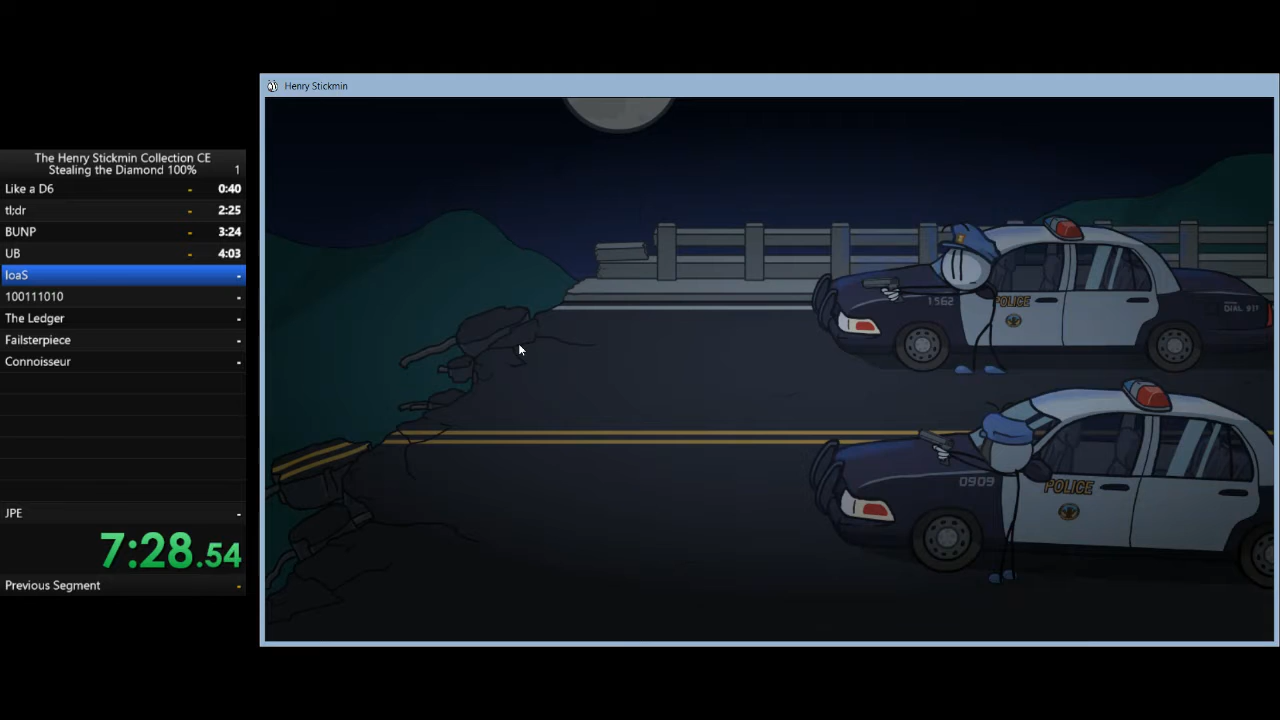 The Henry Stickmin Collection CE
Stealing the Diamond 100% 1
Like a D6 - 0:40
tl;dr - 2:25
BUNP - 3:24
UB - 4:03
IoaS -
100111010 -
The Ledger -
Failsterpiece -
Connoisseur -
JPE -
7:28.54
Previous Segment -
Henry Stickmin
1562
POLICE
DIAL 911
0909
POLICE